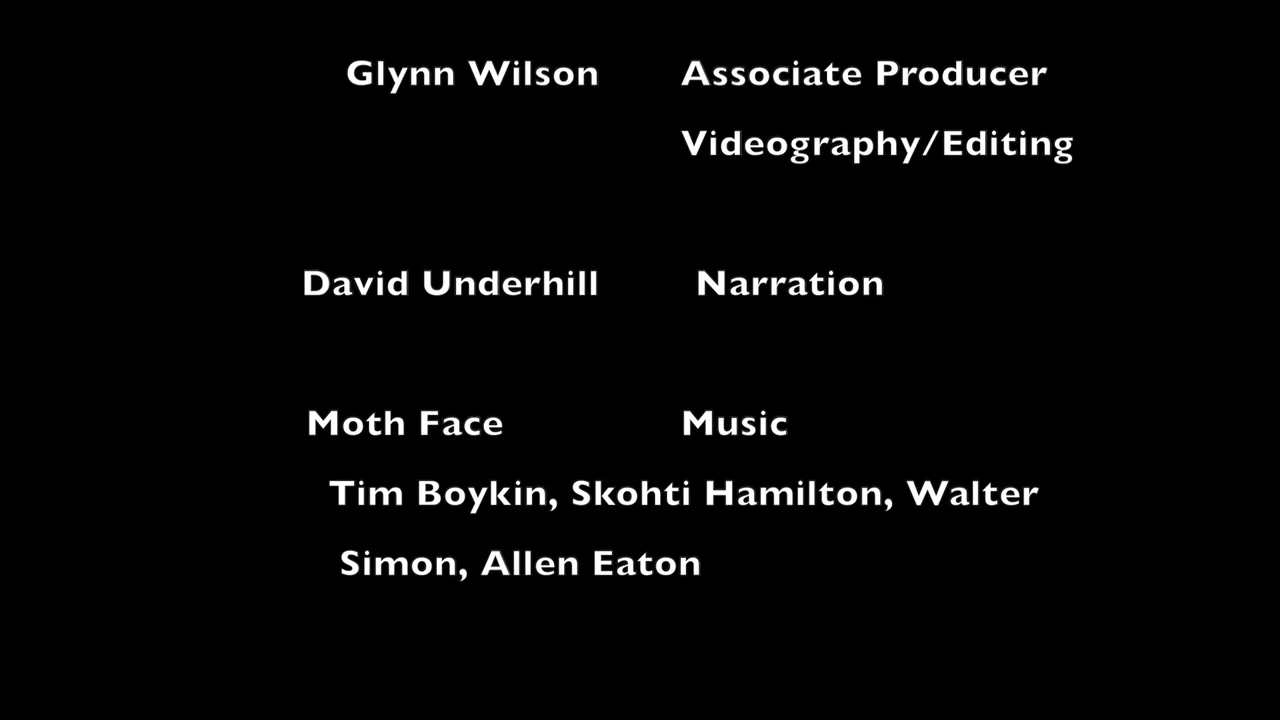 Glynn Wilson Associate Producer
Videography/Editing
David Underhill Narration
Moth Face Music
Tim Boykin, Skohti Hamilton, Walter
Simon, Allen Eaton